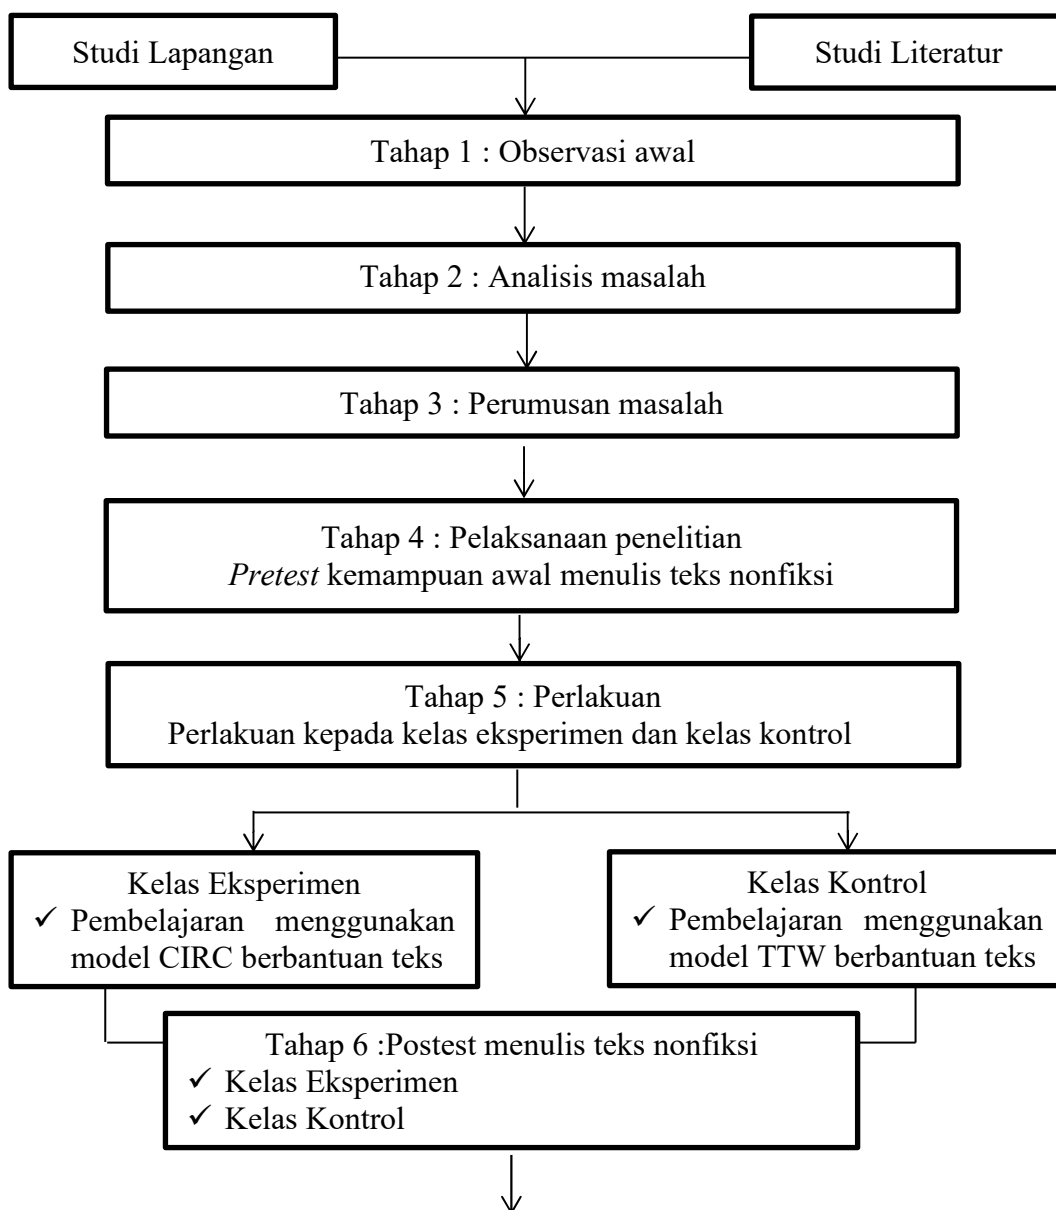 Studi Lapangan
Studi Literatur
Tahap 1 : Observasi awal
Tahap 2 : Analisis masalah
Tahap 3 : Perumusan masalah
Tahap 4 : Pelaksanaan penelitian
Pretest kemampuan awal menulis teks nonfiksi
Tahap 5 : Perlakuan
Perlakuan kepada kelas eksperimen dan kelas kontrol
Kelas Eksperimen
✓ Pembelajaran menggunakan
model CIRC berbantuan teks
Kelas Kontrol
✓ Pembelajaran menggunakan
model TTW berbantuan teks
Tahap 6 :Postest menulis teks nonfiksi
✓ Kelas Eksperimen
✓ Kelas Kontrol